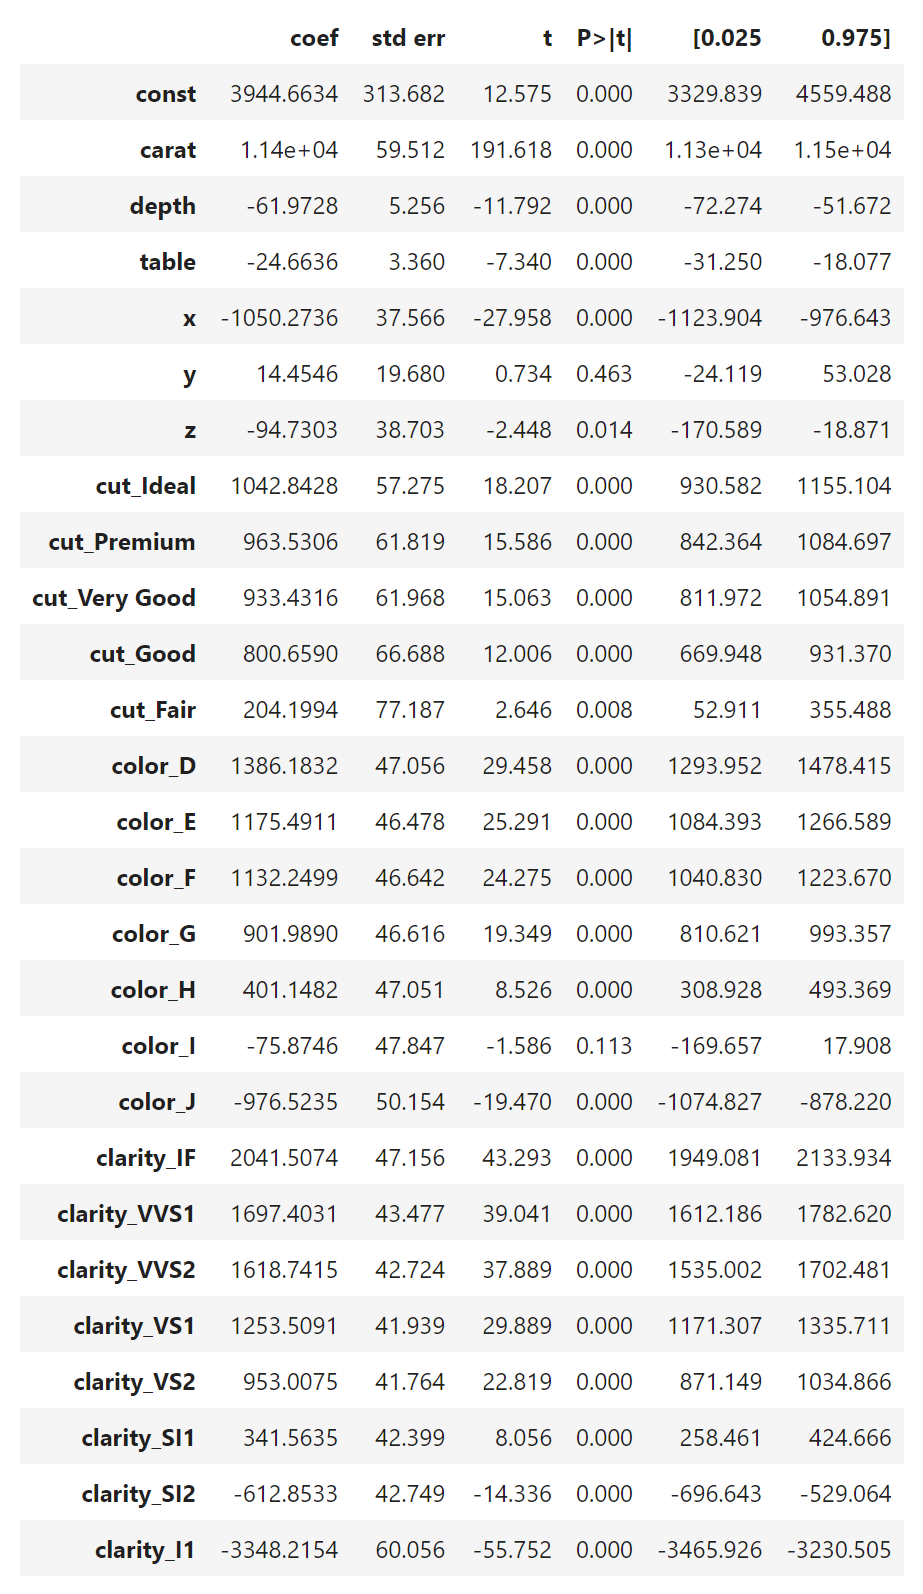 coef std err t P>|t| [0.025 0.975]
const 3944.6634 313.682 12.575 0.000 3329.839 4559.488
carat 1.14e+04 59.512 191.618 0.000 1.13e+04 1.15e+04
depth -61.9728 5.256 -11.792 0.000 -72.274 -51.672
table -24.6636 3.360 -7.340 0.000 -31.250 -18.077
x -1050.2736 37.566 -27.958 0.000 -1123.904 -976.643
y 14.4546 19.680 0.734 0.463 -24.119 53.028
z -94.7303 38.703 -2.448 0.014 -170.589 -18.871
cut_Ideal 1042.8428 57.275 18.207 0.000 930.582 1155.104
cut_Premium 963.5306 61.819 15.586 0.000 842.364 1084.697
cut_Very Good 933.4316 61.968 15.063 0.000 811.972 1054.891
cut_Good 800.6590 66.688 12.006 0.000 669.948 931.370
cut_Fair 204.1994 77.187 2.646 0.008 52.911 355.488
color_D 1386.1832 47.056 29.458 0.000 1293.952 1478.415
color_E 1175.4911 46.478 25.291 0.000 1084.393 1266.589
color_F 1132.2499 46.642 24.275 0.000 1040.830 1223.670
color_G 901.9890 46.616 19.349 0.000 810.621 993.357
color_H 401.1482 47.051 8.526 0.000 308.928 493.369
color_I -75.8746 47.847 -1.586 0.113 -169.657 17.908
color_J -976.5235 50.154 -19.470 0.000 -1074.827 -878.220
clarity_IF 2041.5074 47.156 43.293 0.000 1949.081 2133.934
clarity_VVS1 1697.4031 43.477 39.041 0.000 1612.186 1782.620
clarity_VVS2 1618.7415 42.724 37.889 0.000 1535.002 1702.481
clarity_VS1 1253.5091 41.939 29.889 0.000 1171.307 1335.711
clarity_VS2 953.0075 41.764 22.819 0.000 871.149 1034.866
clarity_SI1 341.5635 42.399 8.056 0.000 258.461 424.666
clarity_SI2 -612.8533 42.749 -14.336 0.000 -696.643 -529.064
clarity_I1 -3348.2154 60.056 -55.752 0.000 -3465.926 -3230.505